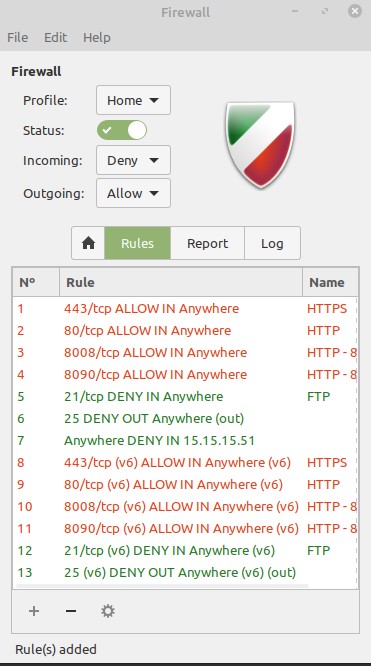 Firewall
File Edit Help
Firewall
Profile: Home
Status:
Incoming: Deny
Outgoing: Allow
Rules Report Log
Nº Rule Name
1 443/tcp ALLOW IN Anywhere HTTPS
2 80/tcp ALLOW IN Anywhere HTTP
3 8008/tcp ALLOW IN Anywhere HTTP - 8
4 8090/tcp ALLOW IN Anywhere HTTP - 8
5 21/tcp DENY IN Anywhere FTP
6 25 DENY OUT Anywhere (out)
7 Anywhere DENY IN 15.15.15.51
8 443/tcp (v6) ALLOW IN Anywhere (v6) HTTPS
9 80/tcp (v6) ALLOW IN Anywhere (v6) HTTP
10 8008/tcp (v6) ALLOW IN Anywhere (v6) HTTP - 8
11 8090/tcp (v6) ALLOW IN Anywhere (v6) HTTP - 8
12 21/tcp (v6) DENY IN Anywhere (v6) FTP
13 25 (v6) DENY OUT Anywhere (v6) (out)
Rule(s) added